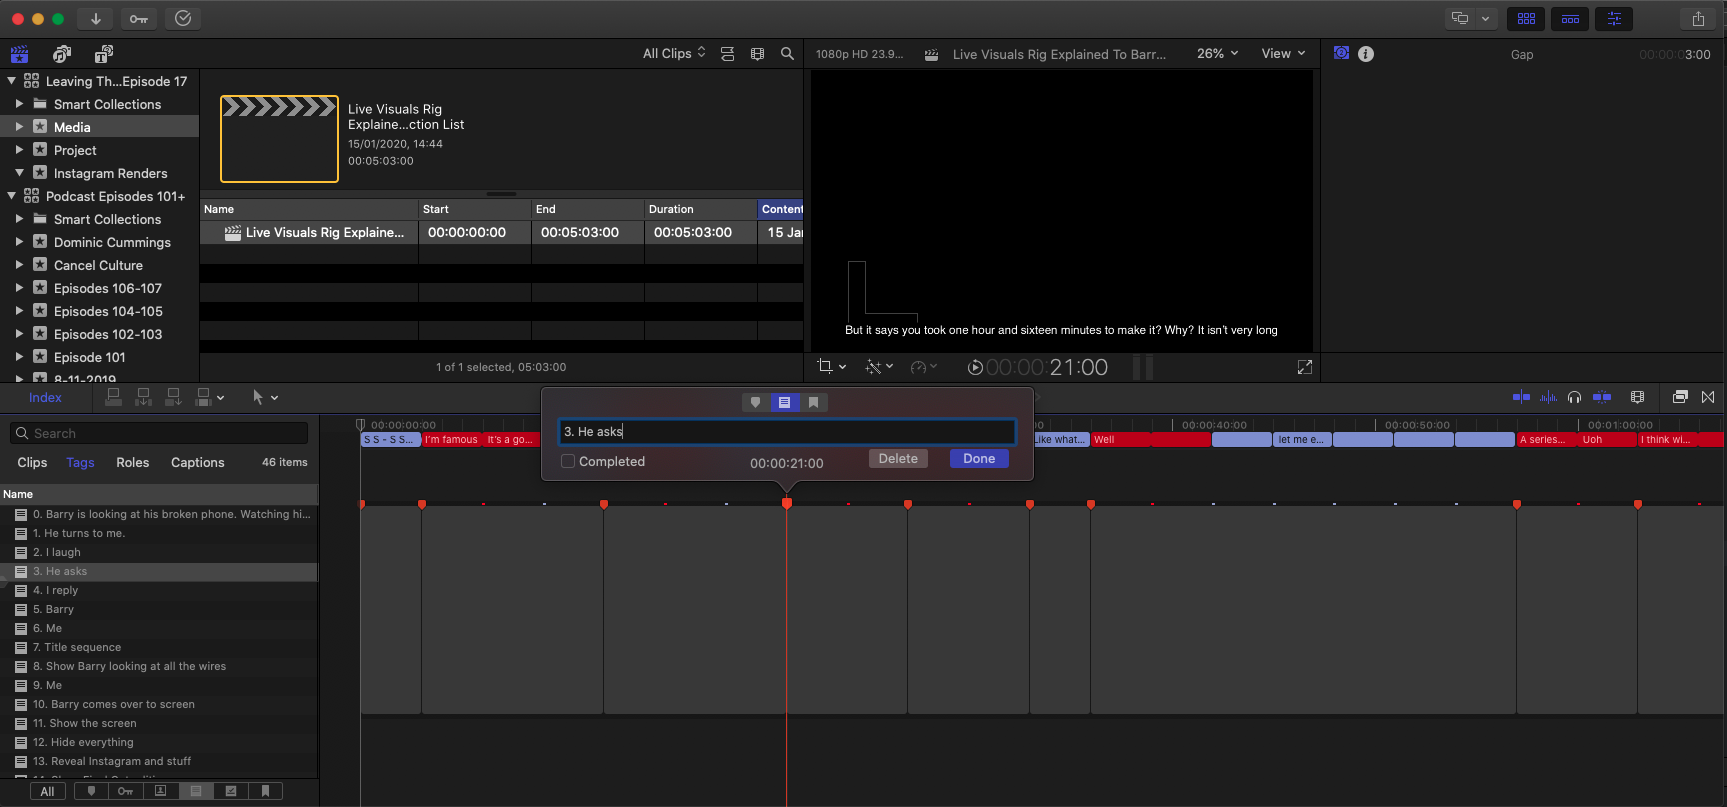 All Clips
1080p HD 23.9...
Live Visuals Rig Explained To Barr...
26%
View
Gap
00:00:03:00
Leaving Th...Episode 17
Smart Collections
Media
Project
Instagram Renders
Podcast Episodes 101+
Smart Collections
Dominic Cummings
Cancel Culture
Episodes 106-107
Episodes 104-105
Episodes 102-103
Episode 101
8-11-2019
Live Visuals Rig
Explaine...ction List
15/01/2020, 14:44
00:05:03:00
Name Start End Duration Content
Live Visuals Rig Explaine... 00:00:00:00 00:05:03:00 00:05:03:00 15 Jan
1 of 1 selected, 05:03:00
But it says you took one hour and sixteen minutes to make it? Why? It isn't very long
00:00:00:21:00
Index
Search
Clips Tags Roles Captions 46 items
Name
0. Barry is looking at his broken phone. Watching hi...
1. He turns to me.
2. I laugh
3. He asks
4. I reply
5. Barry
6. Me
7. Title sequence
8. Show Barry looking at all the wires
9. Me
10. Barry comes over to screen
11. Show the screen
12. Hide everything
13. Reveal Instagram and stuff
All
3. He asks
Completed
00:00:21:00
Delete
Done
00:00:00:00
00:00:40:00
00:00:50:00
00:01:00:00
S S - S S...
I'm famous
It's a go...
Like what...
Well
let me e...
A series...
Uoh
I think wi...